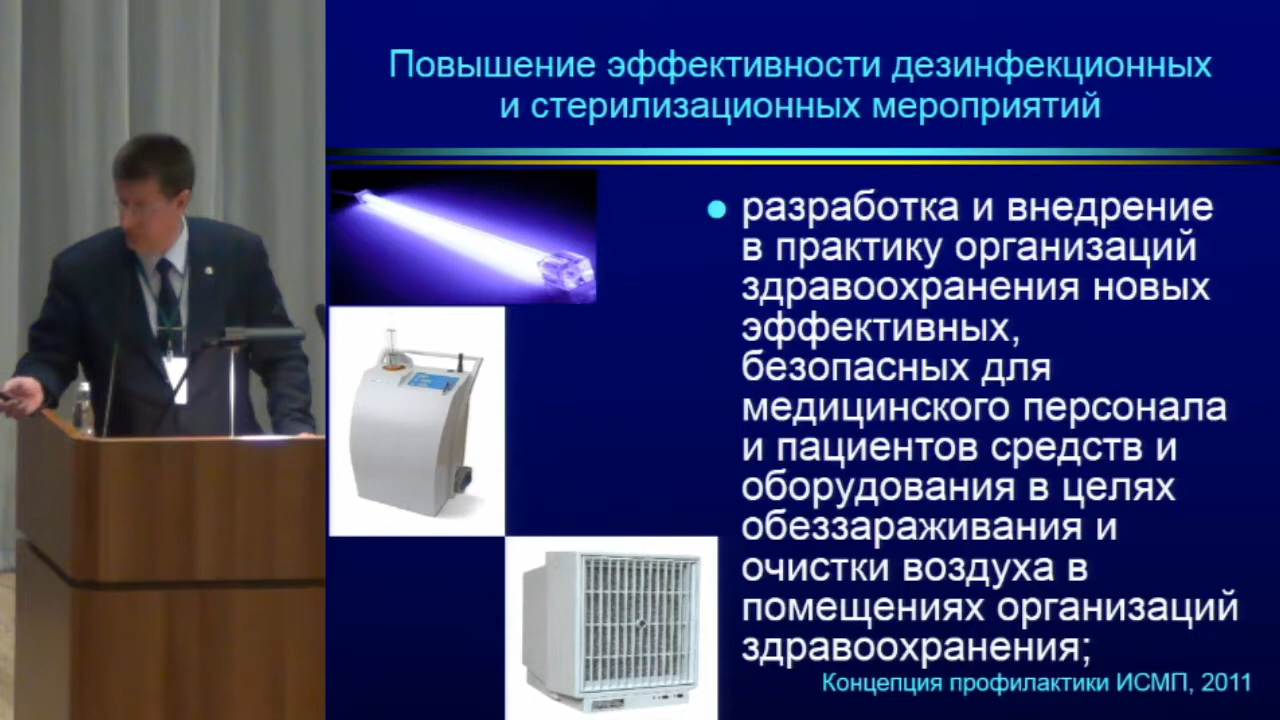 Повышение эффективности дезинфекционных
и стерилизационных мероприятий
разработка и внедрение
в практику организаций
здравоохранения новых
эффективных,
безопасных для
медицинского персонала
и пациентов средств и
оборудования в целях
обеззараживания и
очистки воздуха в
помещениях организаций
здравоохранения;
Концепция профилактики ИСМП, 2011